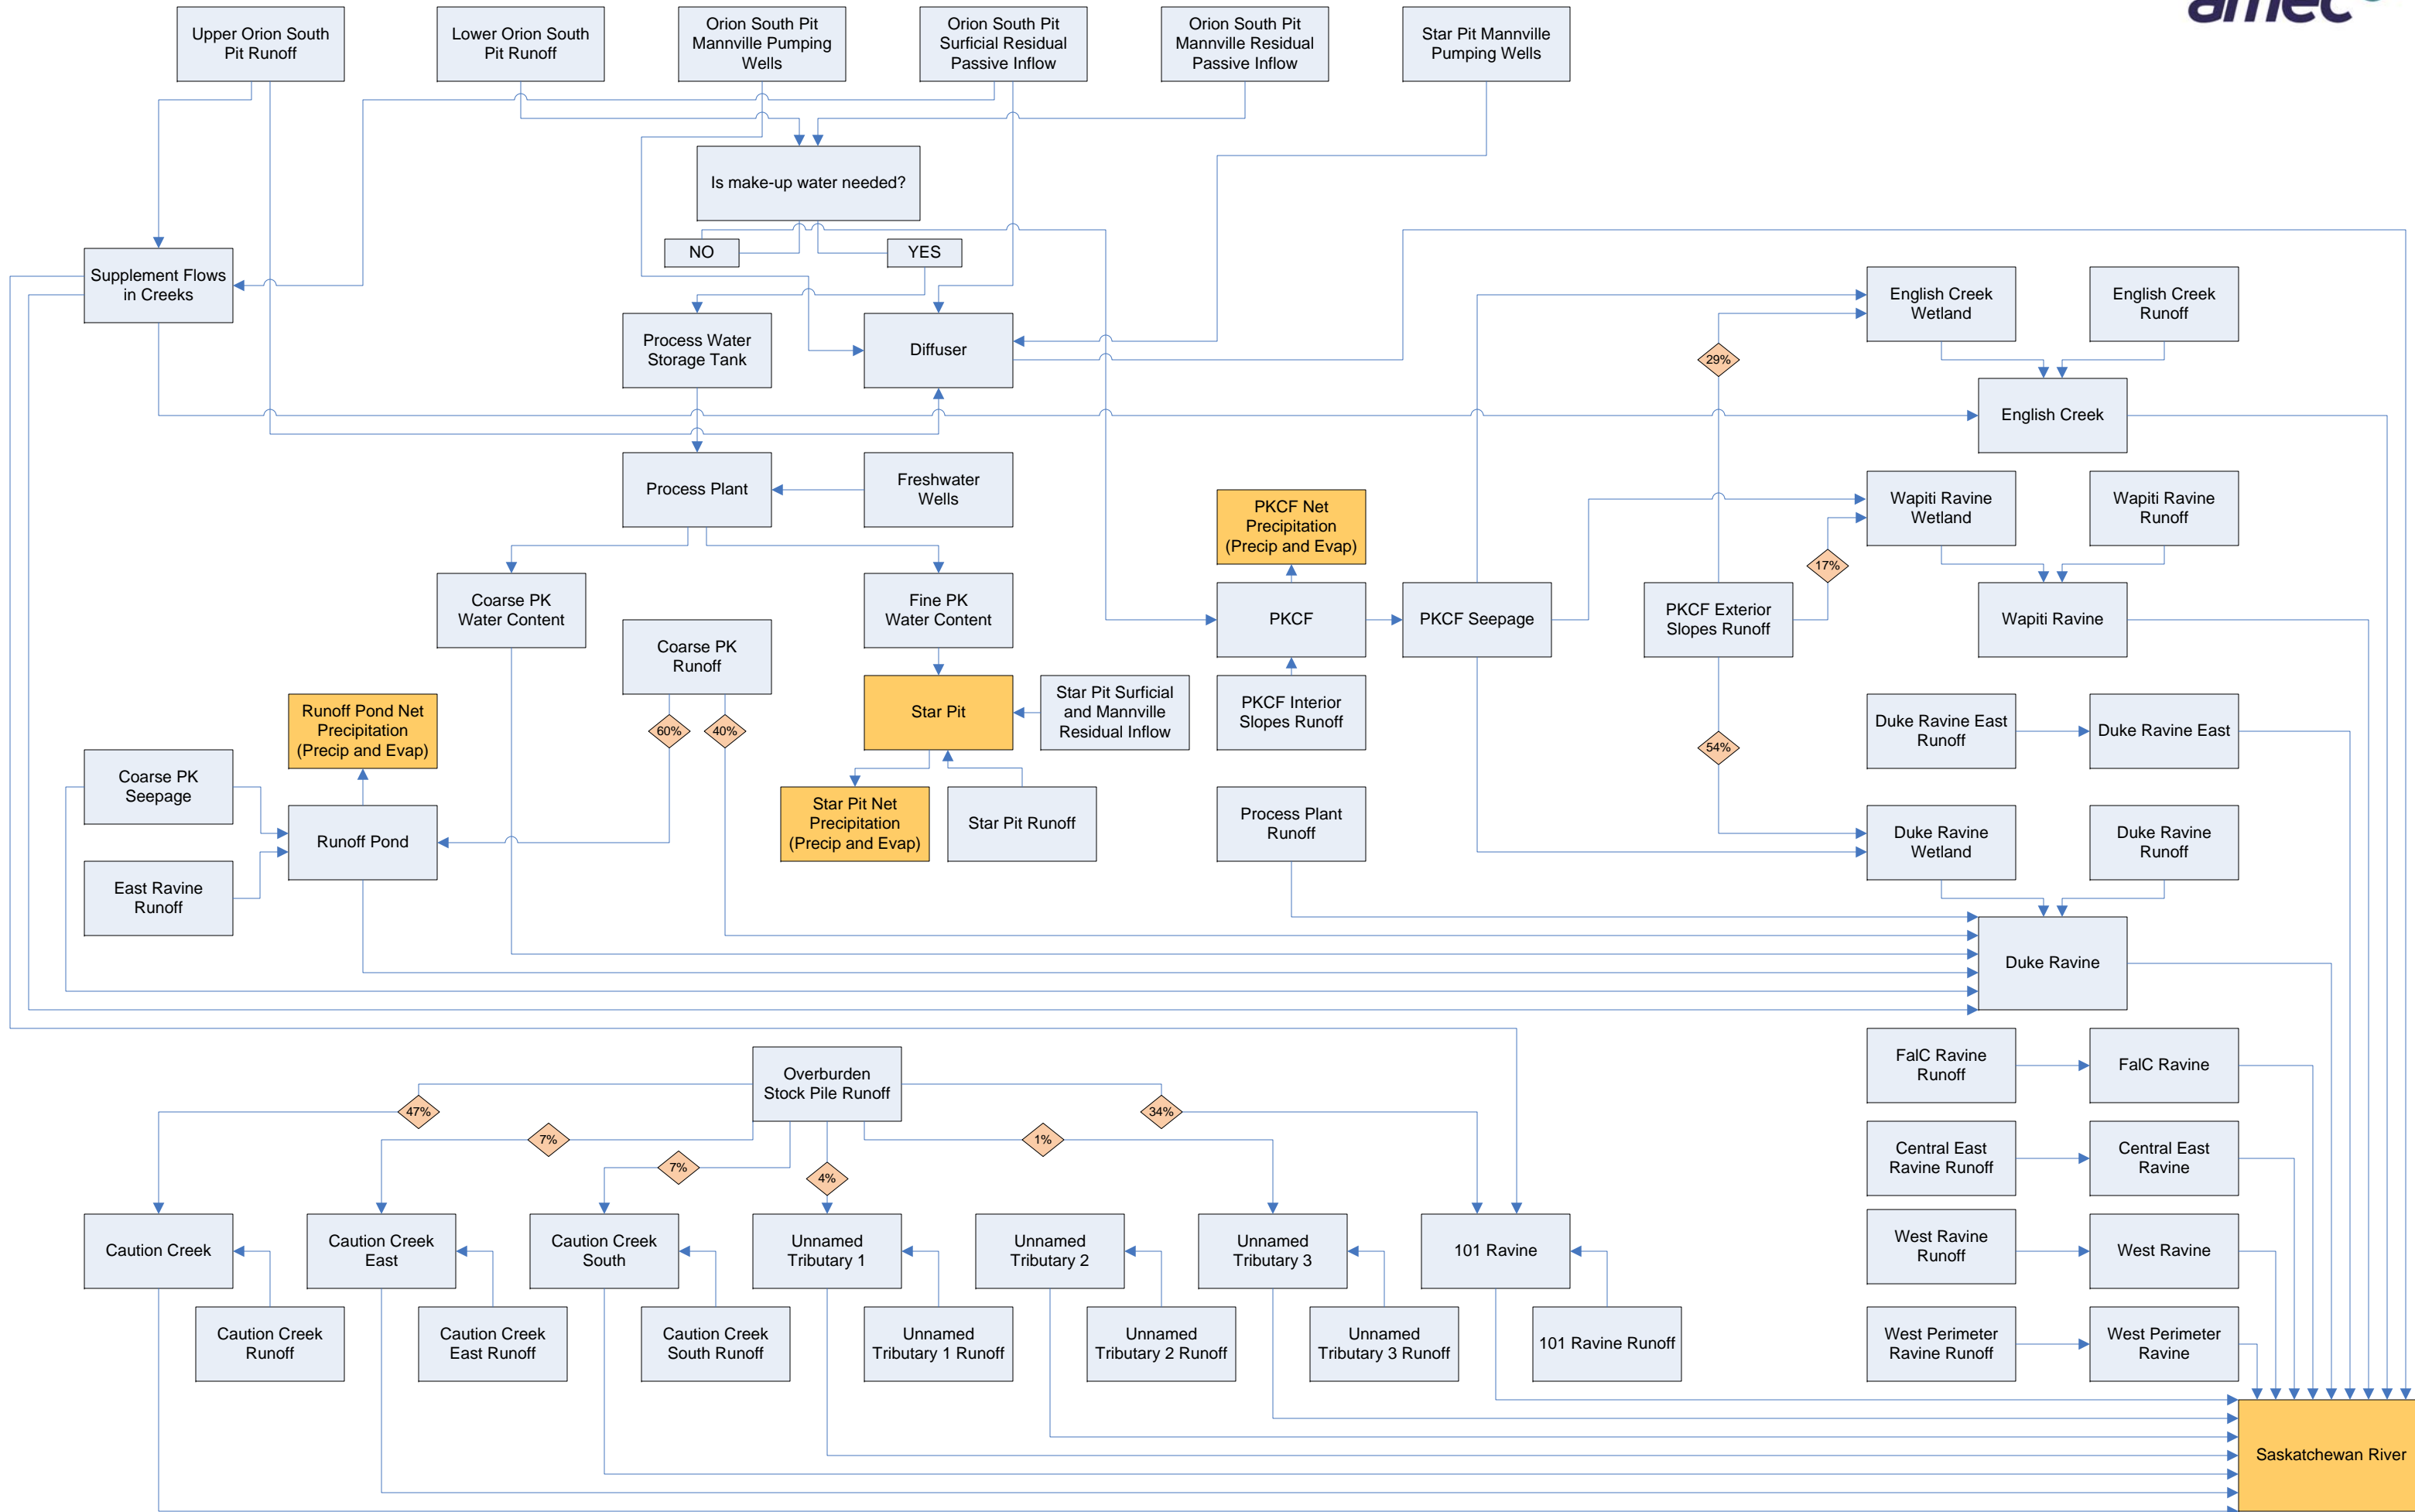 amec
Upper Orion South
Pit Runoff
Lower Orion South
Pit Runoff
Orion South Pit
Mannville Pumping
Wells
Orion South Pit
Surficial Residual
Passive Inflow
Orion South Pit
Mannville Residual
Passive Inflow
Star Pit Mannville
Pumping Wells
Is make-up water needed?
NO
YES
Supplement Flows
in Creeks
Process Water
Storage Tank
Diffuser
English Creek
Wetland
English Creek
Runoff
29%
English Creek
Process Plant
Freshwater
Wells
PKCF Net
Precipitation
(Precip and Evap)
Wapiti Ravine
Wetland
Wapiti Ravine
Runoff
17%
Coarse PK
Water Content
Fine PK
Water Content
PKCF
PKCF Seepage
PKCF Exterior
Slopes Runoff
Wapiti Ravine
Coarse PK
Runoff
Runoff Pond Net
Precipitation
(Precip and Evap)
60%
40%
Star Pit
Star Pit Surficial
and Mannville
Residual Inflow
PKCF Interior
Slopes Runoff
54%
Duke Ravine East
Runoff
Duke Ravine East
Coarse PK
Seepage
Runoff Pond
Star Pit Net
Precipitation
(Precip and Evap)
Star Pit Runoff
Process Plant
Runoff
Duke Ravine
Wetland
Duke Ravine
Runoff
East Ravine
Runoff
Duke Ravine
Overburden
Stock Pile Runoff
47%
7%
7%
4%
1%
34%
FalC Ravine
Runoff
FalC Ravine
Central East
Ravine Runoff
Central East
Ravine
Caution Creek
Caution Creek
East
Caution Creek
South
Unnamed
Tributary 1
Unnamed
Tributary 2
Unnamed
Tributary 3
101 Ravine
West Ravine
Runoff
West Ravine
Caution Creek
Runoff
Caution Creek
East Runoff
Caution Creek
South Runoff
Unnamed
Tributary 1 Runoff
Unnamed
Tributary 2 Runoff
Unnamed
Tributary 3 Runoff
101 Ravine Runoff
West Perimeter
Ravine Runoff
West Perimeter
Ravine
Saskatchewan River